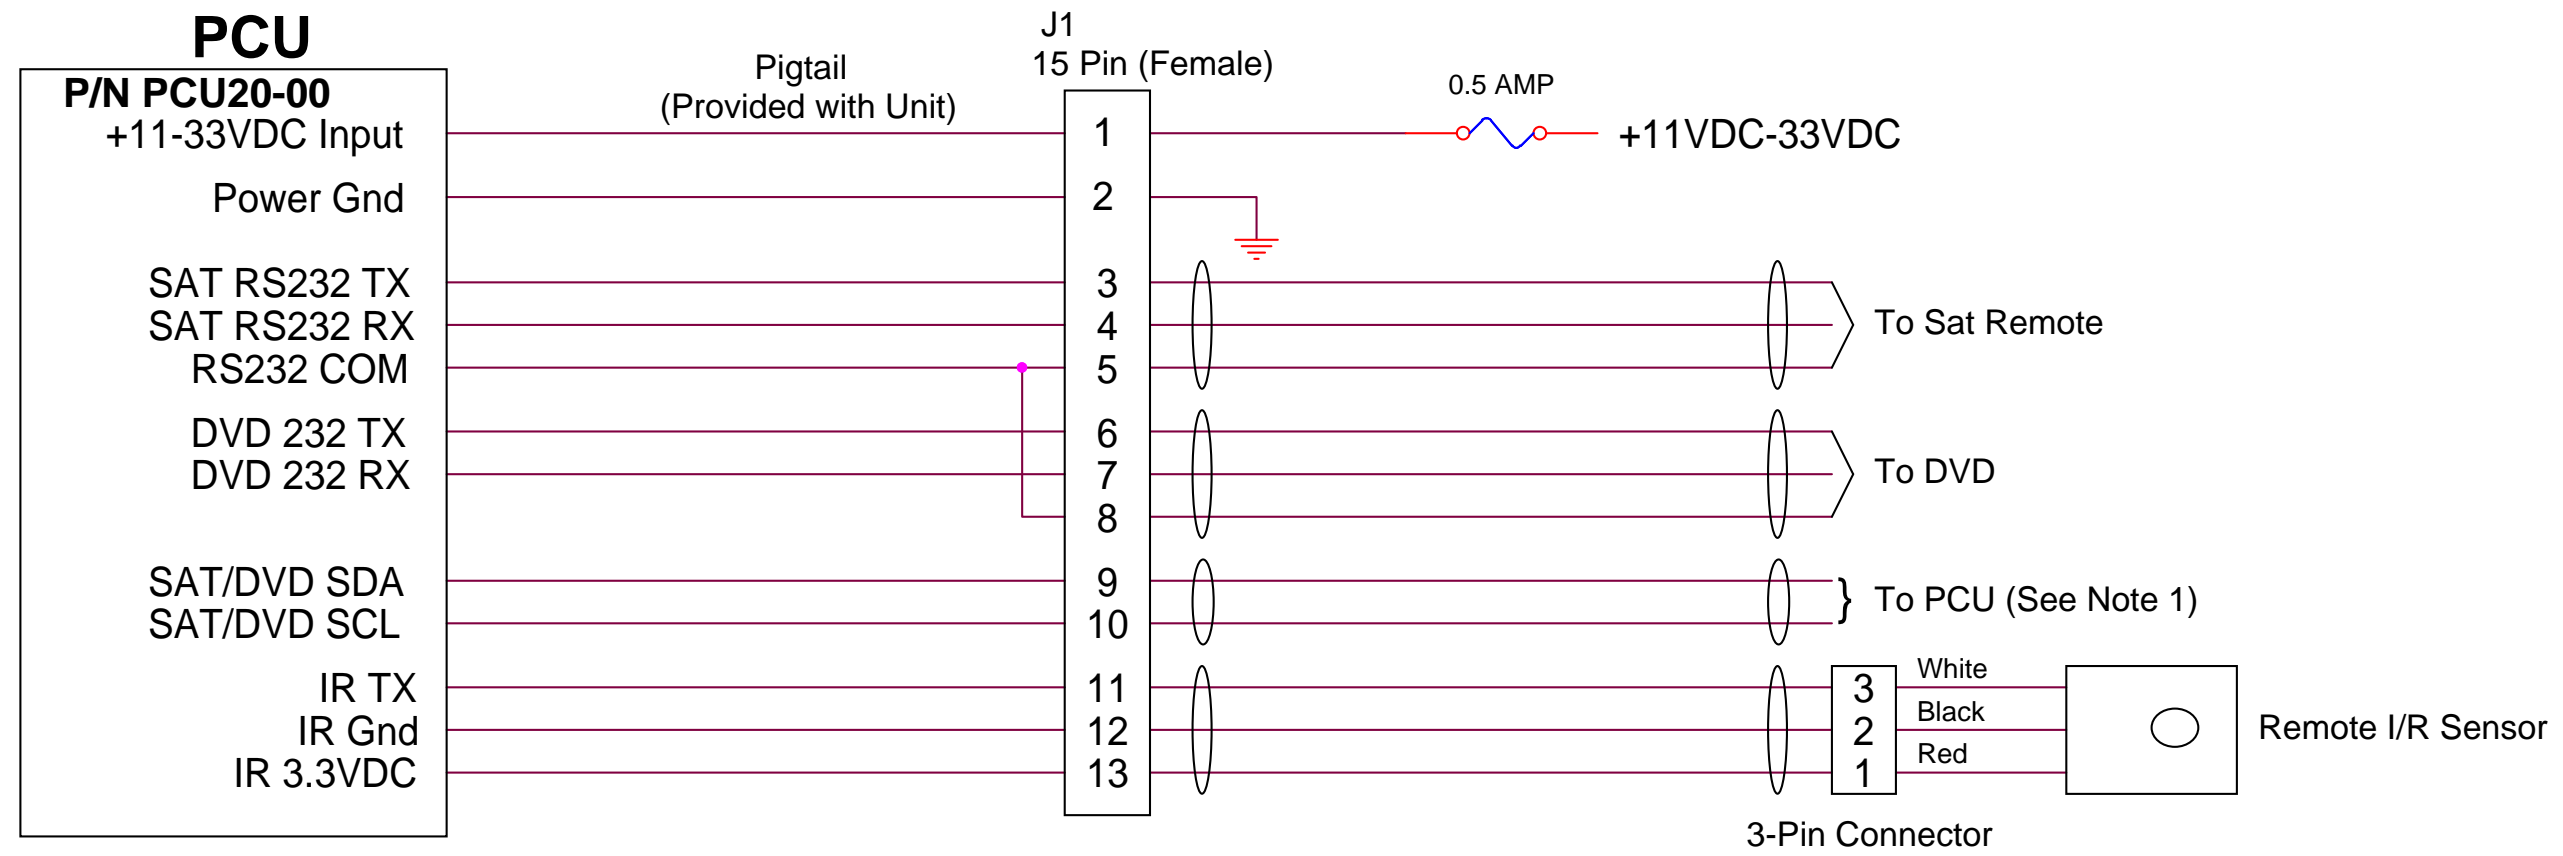 PCU
P/N PCU20-00
+11-33VDC Input
Power Gnd
SAT RS232 TX
SAT RS232 RX
RS232 COM
DVD 232 TX
DVD 232 RX
SAT/DVD SDA
SAT/DVD SCL
IR TX
IR Gnd
IR 3.3VDC
Pigtail
(Provided with Unit)
J1
15 Pin (Female)
1
2
3
4
5
6
7
8
9
10
11
12
13
0.5 AMP
+11VDC-33VDC
To Sat Remote
To DVD
} To PCU (See Note 1)
3
2
1
White
Black
Red
Remote I/R Sensor
3-Pin Connector